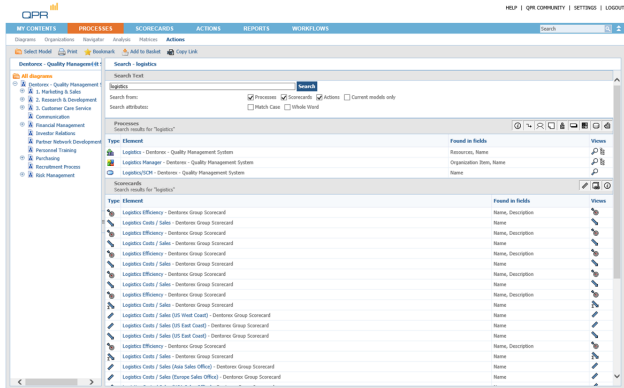 HELP | QPR COMMUNITY | SETTINGS | LOGOUT
QPR
MY CONTENTS PROCESSES SCORECARDS ACTIONS REPORTS WORKFLOWS Search
Diagrams Organizations Navigator Analysis Matrices Actions
Select Model Print Bookmark Add to Basket Copy Link
Dentorex - Quality Management S Search - logistics
All diagrams
Dentorex - Quality Management S
1. Marketing & Sales
2. Research & Development
3. Customer Care Service
Communication
Financial Management
Investor Relations
Partner Network Development
Personnel Training
Purchasing
Recruitment Process
Risk Management
Search Text
logistics Search
Search from: Processes Scorecards Actions Current models only
Search attributes: Match Case Whole Word
Processes
Search results for "logistics"
Type Element Found in fields Views
Logistics - Dentorex - Quality Management System Resources, Name
Logistics Manager - Dentorex - Quality Management System Organization Item, Name
Logistics/SCM - Dentorex - Quality Management System Name
Scorecards
Search results for "logistics"
Type Element Found in fields Views
Logistics Efficiency - Dentorex Group Scorecard Name, Description
Logistics Costs / Sales - Dentorex Group Scorecard Name
Logistics Efficiency - Dentorex Group Scorecard Name, Description
Logistics Costs / Sales - Dentorex Group Scorecard Name
Logistics Efficiency - Dentorex Group Scorecard Name, Description
Logistics Costs / Sales - Dentorex Group Scorecard Name
Logistics Efficiency - Dentorex Group Scorecard Name, Description
Logistics Costs / Sales - Dentorex Group Scorecard Name
Logistics Efficiency - Dentorex Group Scorecard Name, Description
Logistics Costs / Sales - Dentorex Group Scorecard Name
Logistics Costs / Sales (US West Coast) - Dentorex Group Scorecard Name
Logistics Costs / Sales (US East Coast) - Dentorex Group Scorecard Name
Logistics Costs / Sales (US East Coast) - Dentorex Group Scorecard Name
Logistics Efficiency - Dentorex Group Scorecard Name, Description
Logistics Costs / Sales - Dentorex Group Scorecard Name
Logistics Costs / Sales (Asia Sales Office) - Dentorex Group Scorecard Name
Logistics Costs / Sales (Europe Sales Office) - Dentorex Group Scorecard Name